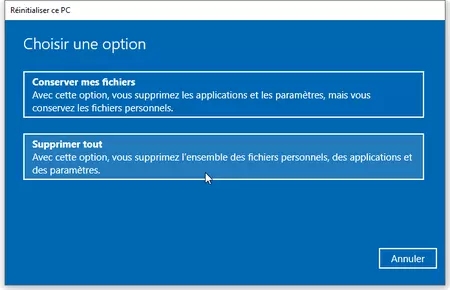 Réinitialiser ce PC
Choisir une option
Conserver mes fichiers
Avec cette option, vous supprimez les applications et les paramètres, mais vous
conservez les fichiers personnels.
Supprimer tout
Avec cette option, vous supprimez l'ensemble des fichiers personnels, des applications et
des paramètres.
Annuler